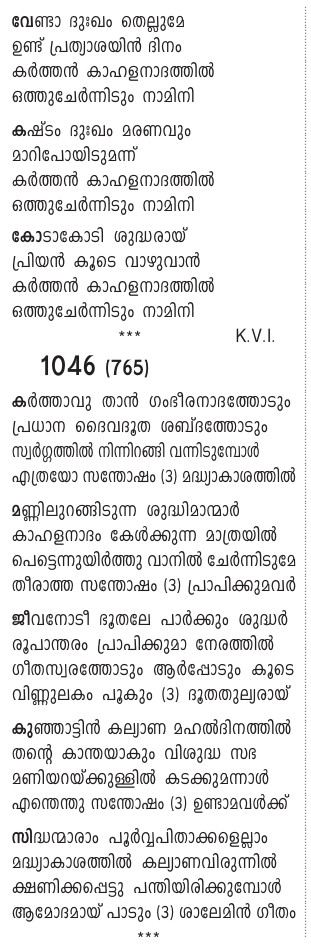 വേണ്ടാ ദുഃഖം തെല്ലുമേ
ഉണ്ട് പ്രത്യാശയിൻ ദിനം
കർത്തൻ കാഹളനാദത്തിൽ
ഒത്തുചേർന്നിടും നാമിനി
കഷ്ടം ദുഃഖം മരണവും
മാറിപോയിടുമന്ന്
കർത്തൻ കാഹളനാദത്തിൽ
ഒത്തുചേർന്നിടും നാമിനി
കോടാകോടി ശുദ്ധരായ്
പ്രിയൻ കൂടെ വാഴുവാൻ
കർത്തൻ കാഹളനാദത്തിൽ
ഒത്തുചേർന്നിടും നാമിനി
*** K.V.I.
1046 (765)
കർത്താവു താൻ ഗംഭീരനാദത്തോടും
പ്രധാന ദൈവദൂത ശബ്ദത്തോടും
സ്വർഗ്ഗത്തിൽ നിന്നിറങ്ങി വന്നിടുമ്പോൾ
എത്രയോ സന്തോഷം (3) മദ്ധ്യാകാശത്തിൽ
മണ്ണിലുറങ്ങിടുന്ന ശുദ്ധിമാന്മാർ
കാഹളനാദം കേൾക്കുന്ന മാത്രയിൽ
പെട്ടെന്നുയിർത്തു വാനിൽ ചേർന്നിടുമേ
തീരാത്ത സന്തോഷം (3) പ്രാപിക്കുമവർ
ജീവനോടീ ഭൂതലേ പാർക്കും ശുദ്ധർ
രൂപാന്തരം പ്രാപിക്കുമാ നേരത്തിൽ
ഗീതസ്വരത്തോടും ആർപ്പോടും കൂടെ
വിണ്ണുലകം പൂകും (3) ദൂതതുല്യരായ്
കുഞ്ഞാട്ടിൻ കല്യാണ മഹൽദിനത്തിൽ
തന്റെ കാന്തയാകും വിശുദ്ധ സഭ
മണിയറയ്ക്കുള്ളിൽ കടക്കുമന്നാൾ
എന്തെന്തു സന്തോഷം (3) ഉണ്ടാമവൾക്ക്
സിദ്ധന്മാരാം പൂർവ്വപിതാക്കളെല്ലാം
മദ്ധ്യാകാശത്തിൽ കല്യാണവിരുന്നിൽ
ക്ഷണിക്കപ്പെട്ടു പന്തിയിരിക്കുമ്പോൾ
ആമോദമായ് പാടും (3) ശാലേമിൻ ഗീതം
***